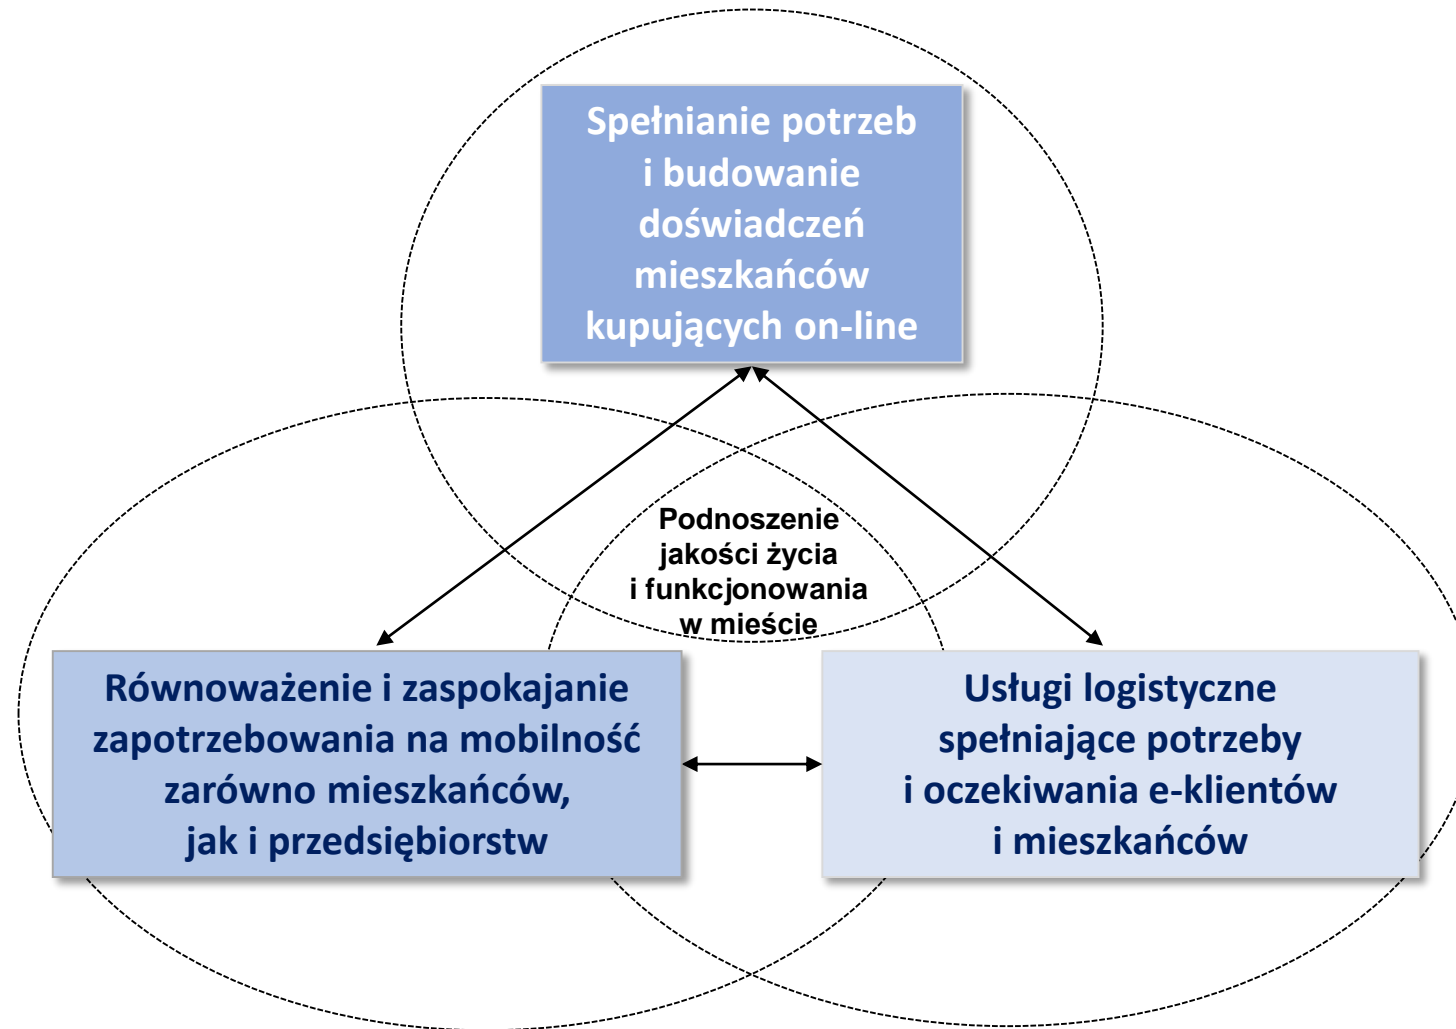 Spełnianie potrzeb
i budowanie
doświadczeń
mieszkańców
kupujących on-line
Podnoszenie
jakości życia
i funkcjonowania
w mieście
Równoważenie i zaspokajanie
zapotrzebowania na mobilność
zarówno mieszkańców,
jak i przedsiębiorstw
Usługi logistyczne
spełniające potrzeby
i oczekiwania e-klientów
i mieszkańców